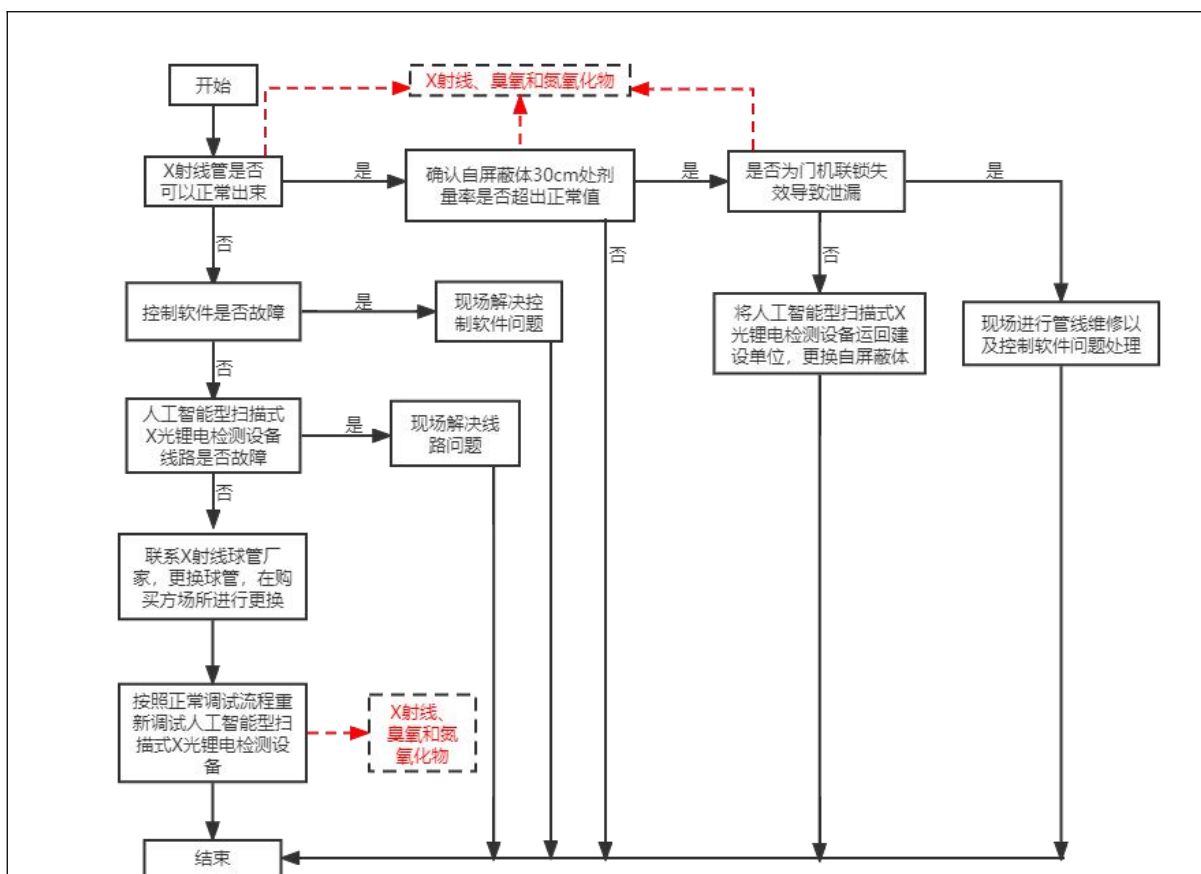 开始
X射线、臭氧和氮氧化物
X射线管是否
可以正常出束
是
确认自屏蔽体30cm处剂
量率是否超出正常值
是
是否为门机联锁失
效导致泄漏
是
否
否
否
控制软件是否故障
是
现场解决控
制软件问题
将人工智能型扫描式X
光锂电检测设备运回建
设单位，更换自屏蔽体
现场进行管线维修以
及控制软件问题处理
否
人工智能型扫描式
X光锂电检测设备
线路是否故障
是
现场解决线
路问题
否
联系X射线球管厂
家，更换球管，在购
买方场所进行更换
按照正常调试流程重
新调试人工智能型扫
描式X光锂电检测设
备
X射线、
臭氧和氮
氧化物
结束